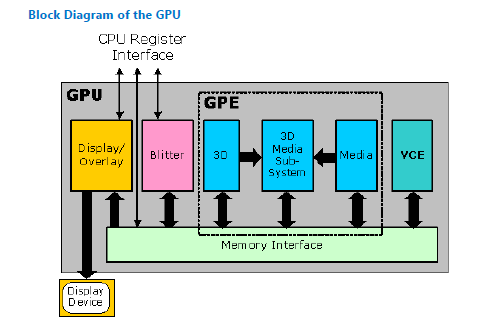 Block Diagram of the GPU
CPU Register
Interface
GPU
GPE
Display/
Overlay
Blitter
3D
3D
Media
Sub-
System
Media
VCE
Memory Interface
Display
Device